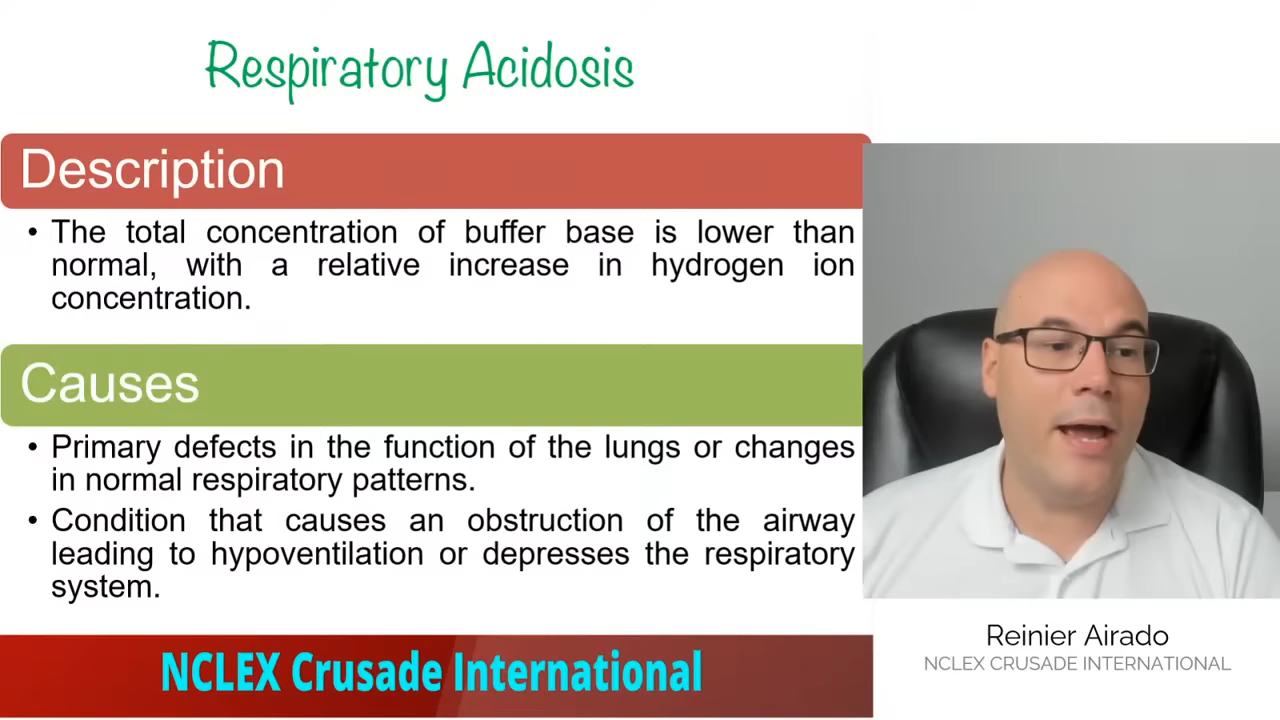 Respiratory Acidosis
Description
• The total concentration of buffer base is lower than
normal, with a relative increase in hydrogen ion
concentration.
Causes
• Primary defects in the function of the lungs or changes
in normal respiratory patterns.
• Condition that causes an obstruction of the airway
leading to hypoventilation or depresses the respiratory
system.
NCLEX Crusade International
Reinier Airado
NCLEX CRUSADE INTERNATIONAL